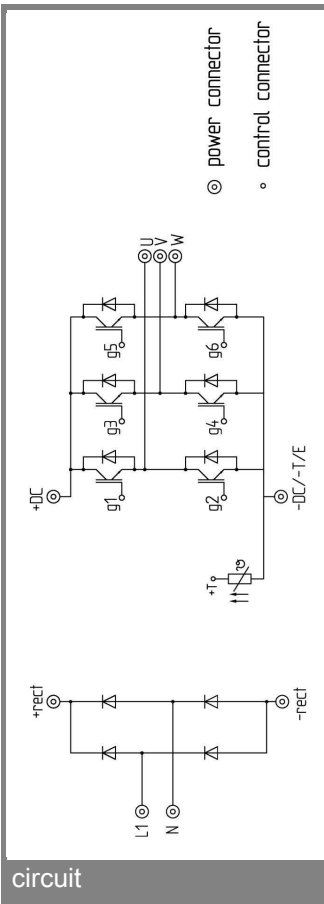 +rect
-rect
L1
N
+DC
-DC/-T/E
+T
ϑ
g1
g3
g5
g2
g4
g6
U
V
W
power connector
control connector
circuit